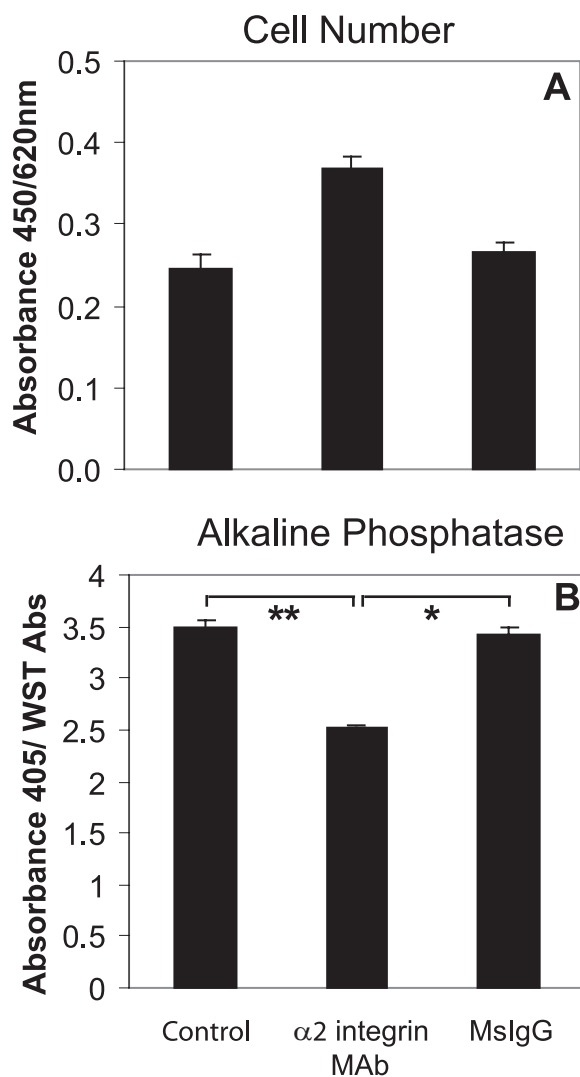 Cell Number
A
Absorbance 450/620nm
0.5
0.4
0.3
0.2
0.1
0.0
Alkaline Phosphatase
B
Absorbance 405/ WST Abs
4
3.5
3
2.5
2
1.5
1
0.5
0
** *
Control α2 integrin MsIgG
MAb